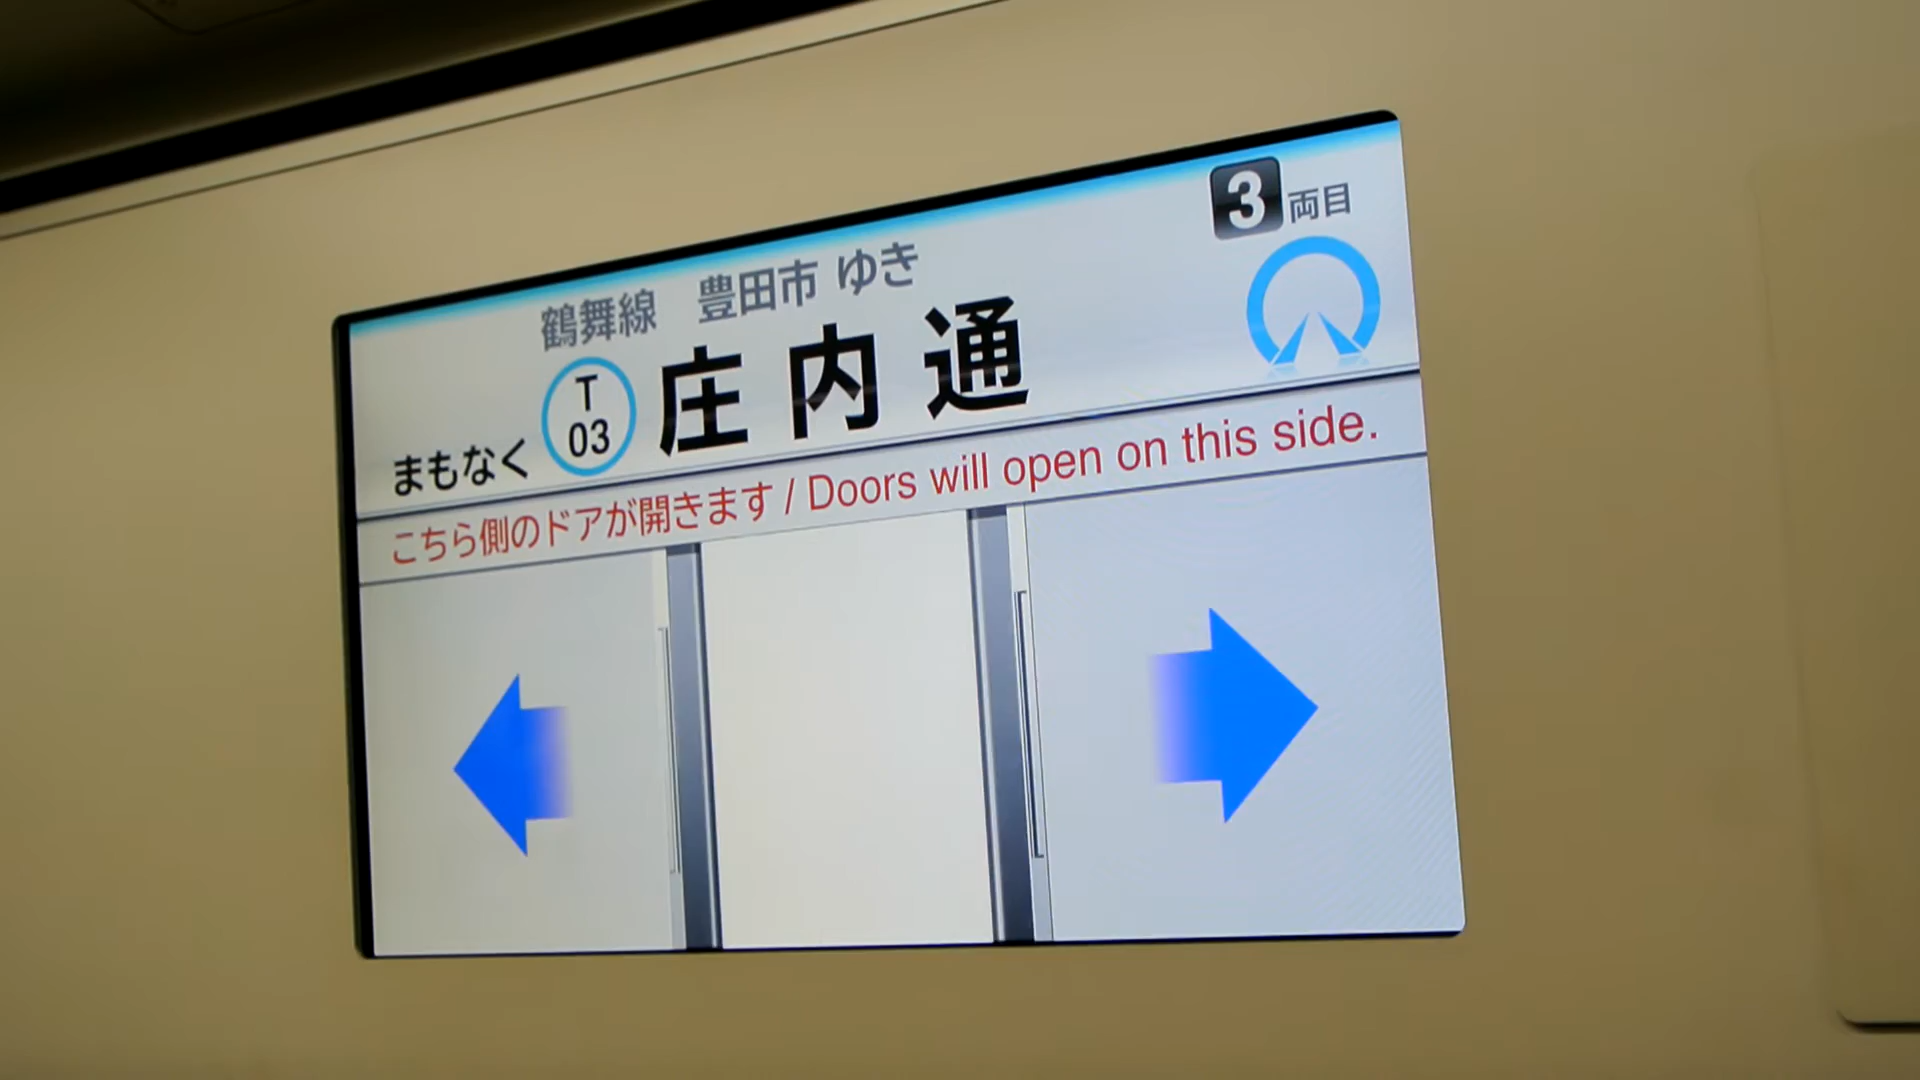 3両目
鶴舞線 豊田市 ゆき
まもなく T 03 庄内通
こちら側のドアが開きます / Doors will open on this side.